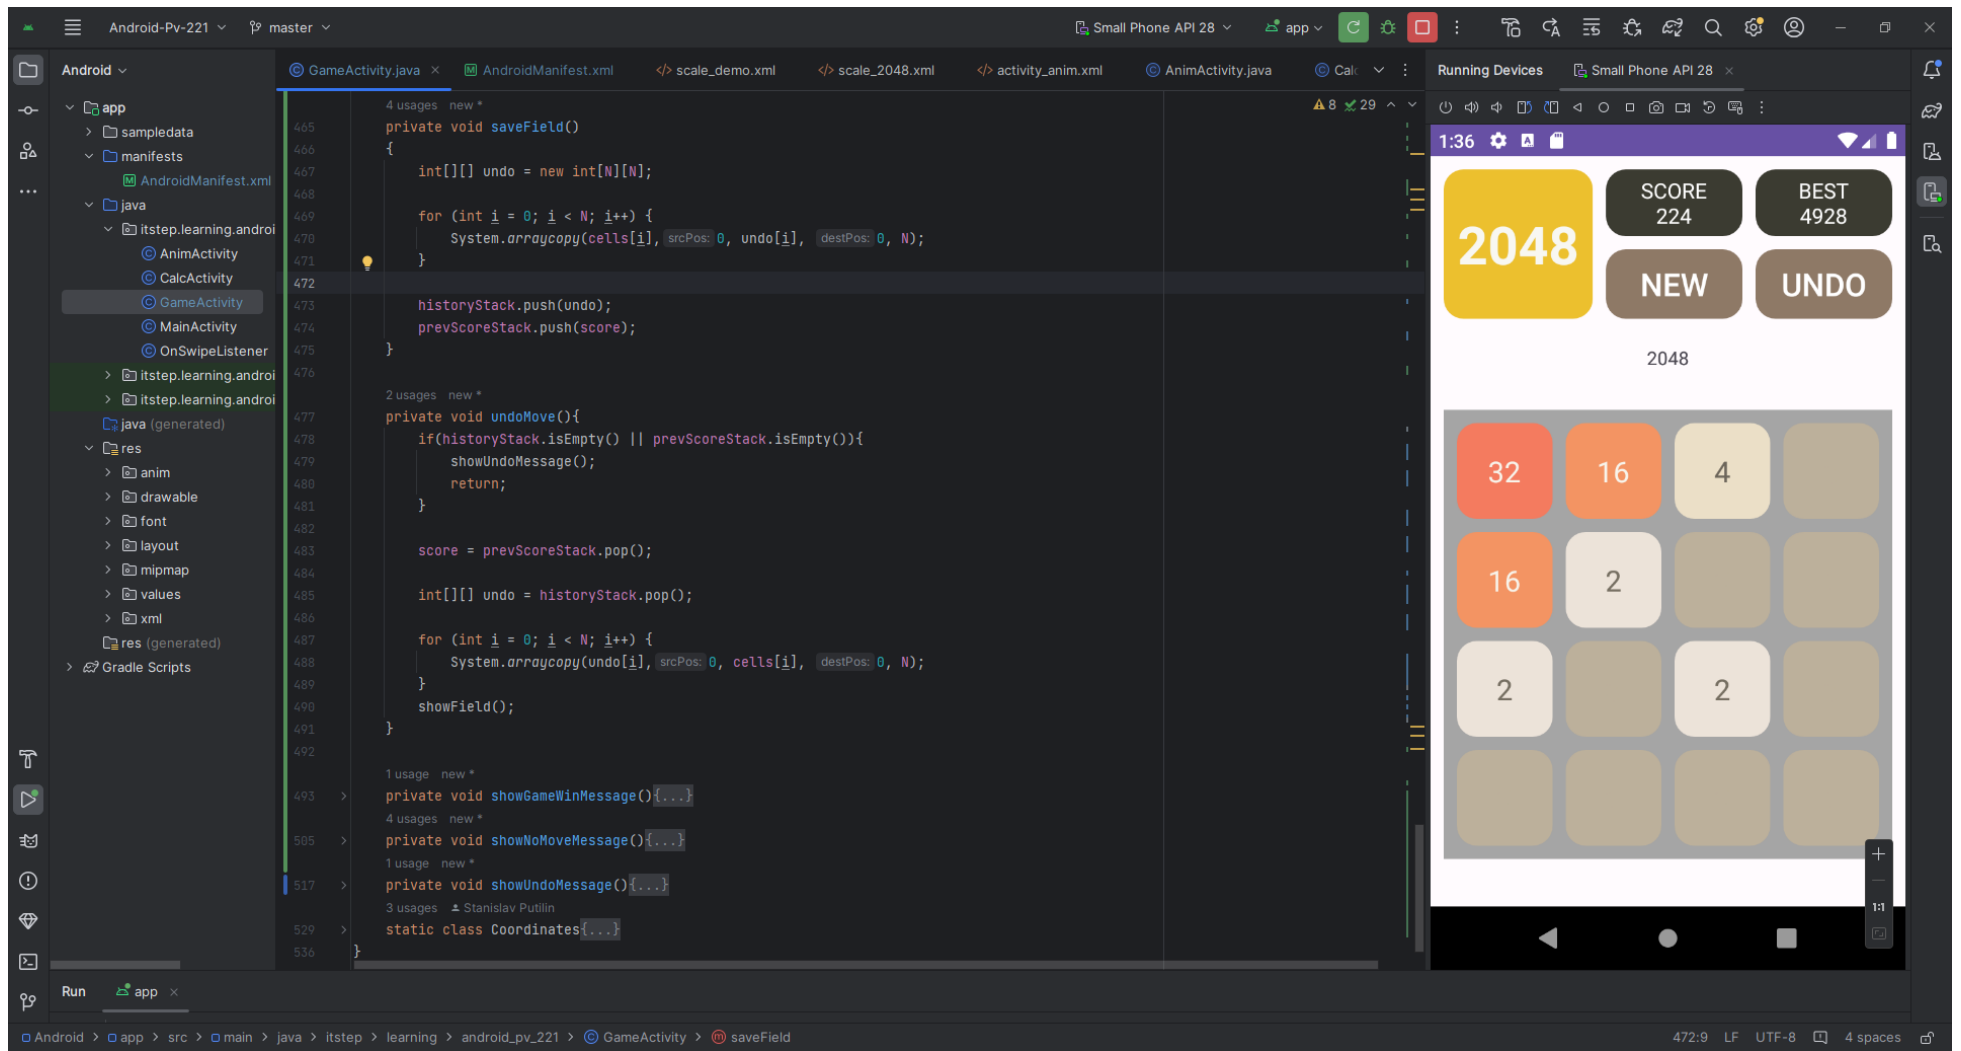 Android-Pv-221 master Small Phone API 28 app
Android
GameActivity.java AndroidManifest.xml scale_demo.xml scale_2048.xml activity_anim.xml AnimActivity.java Calc
Running Devices Small Phone API 28
app
sampledata
manifests
AndroidManifest.xml
java
itstep.learning.androi
AnimActivity
CalcActivity
GameActivity
MainActivity
OnSwipeListener
itstep.learning.androi
itstep.learning.androi
java (generated)
res
anim
drawable
font
layout
mipmap
values
xml
res (generated)
Gradle Scripts
8 29
4 usages new *
465 private void saveField()
466 {
467 int[][] undo = new int[N][N];
468
469 for (int i = 0; i < N; i++) {
470 System.arraycopy(cells[i], srcPos: 0, undo[i], destPos: 0, N);
471 }
472
473 historyStack.push(undo);
474 prevScoreStack.push(score);
475 }
476
2 usages new *
477 private void undoMove(){
478 if(historyStack.isEmpty() || prevScoreStack.isEmpty()){
479 showUndoMessage();
480 return;
481 }
482
483 score = prevScoreStack.pop();
484
485 int[][] undo = historyStack.pop();
486
487 for (int i = 0; i < N; i++) {
488 System.arraycopy(undo[i], srcPos: 0, cells[i], destPos: 0, N);
489 }
490 showField();
491 }
492
1 usage new *
493 private void showGameWinMessage(){...}
4 usages new *
505 private void showNoMoveMessage(){...}
1 usage new *
517 private void showUndoMessage(){...}
3 usages Stanislav Putilin
529 static class Coordinates{...}
536 }
1:36
2048
SCORE
224
BEST
4928
NEW
UNDO
2048
32 16 4
16 2
2 2
1:1
Run app
Android > app > src > main > java > itstep > learning > android_pv_221 > GameActivity > saveField
472:9 LF UTF-8 4 spaces